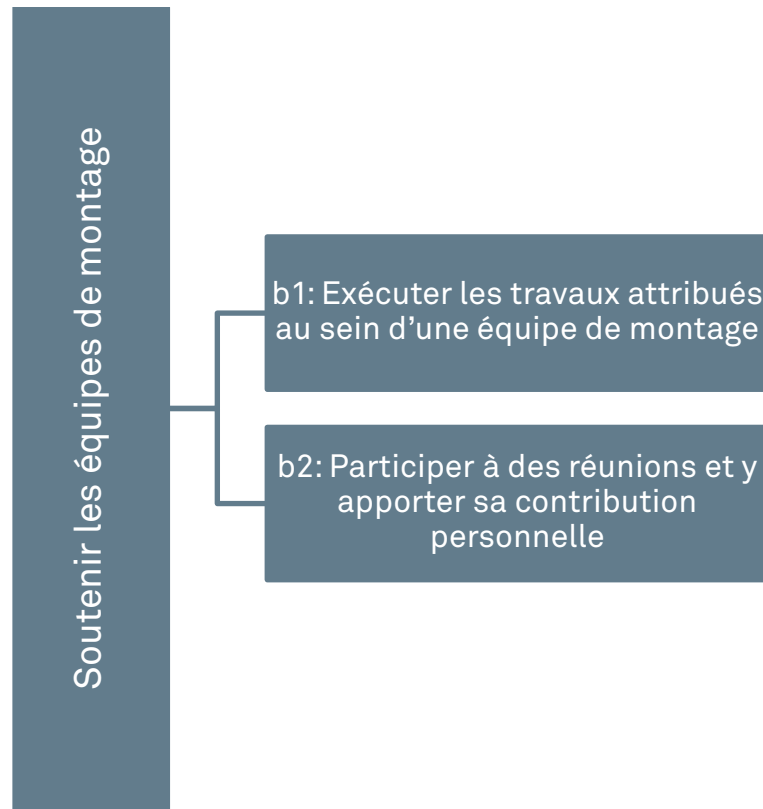 Soutenir les équipes de montage
b1: Exécuter les travaux attribués
au sein d’une équipe de montage
b2: Participer à des réunions et y
apporter sa contribution
personnelle